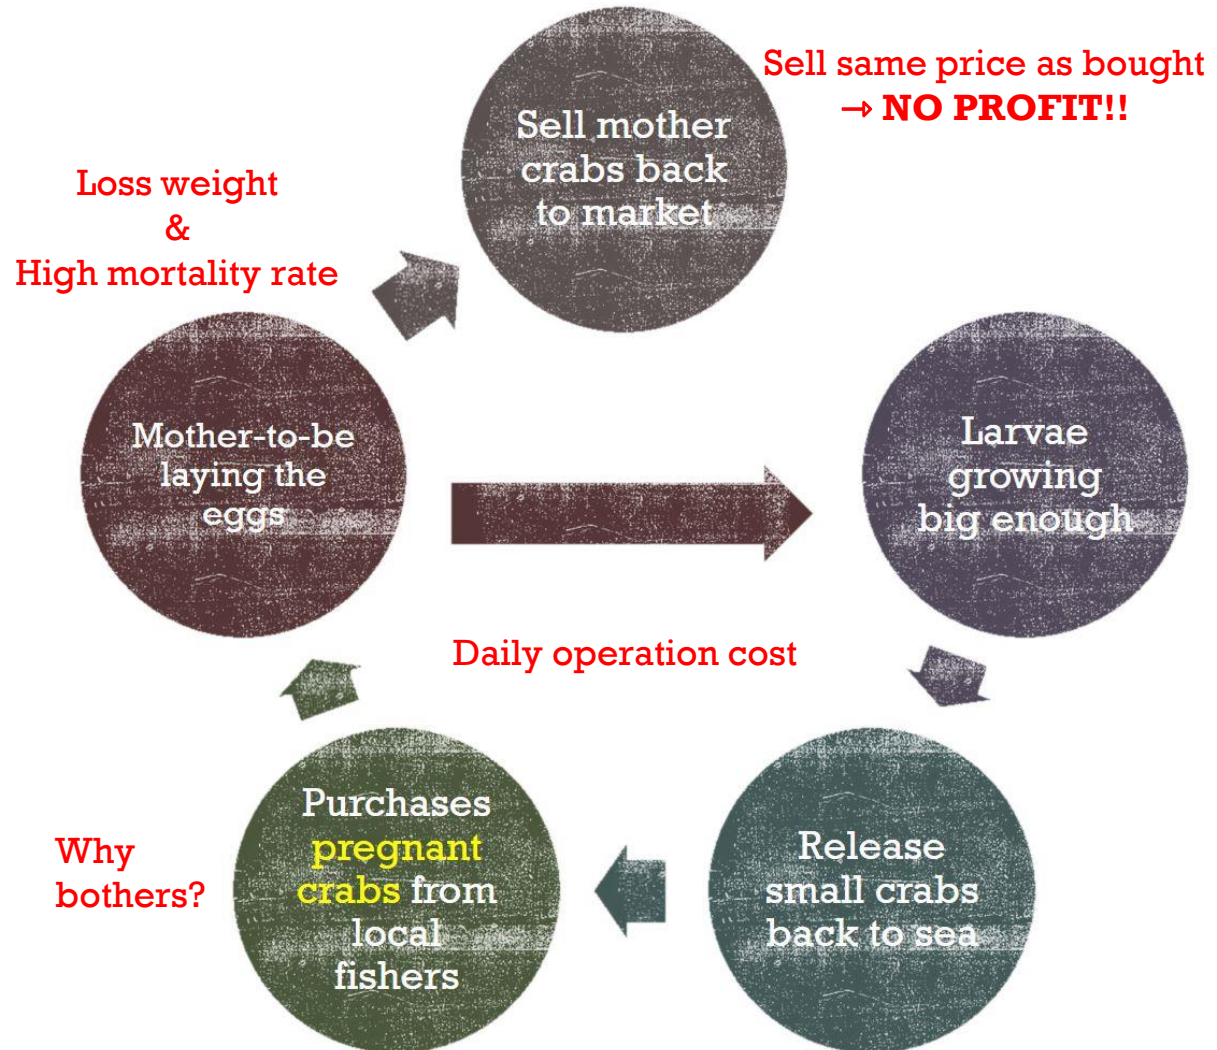 Sell same price as bought
→ NO PROFIT!!
Sell mother
crabs back
to market
Loss weight
&
High mortality rate
Mother-to-be
laying the
eggs
Larvae
growing
big enough
Daily operation cost
Why
bothers?
Purchases
pregnant
crabs from
local
fishers
Release
small crabs
back to sea